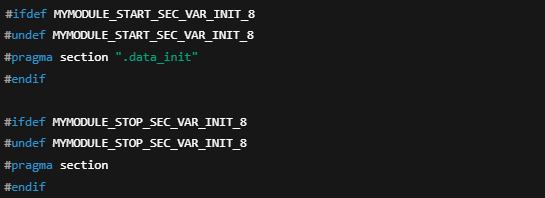 #ifdef MYMODULE_START_SEC_VAR_INIT_8
#undef MYMODULE_START_SEC_VAR_INIT_8
#pragma section ".data_init"
#endif
#ifdef MYMODULE_STOP_SEC_VAR_INIT_8
#undef MYMODULE_STOP_SEC_VAR_INIT_8
#pragma section
#endif